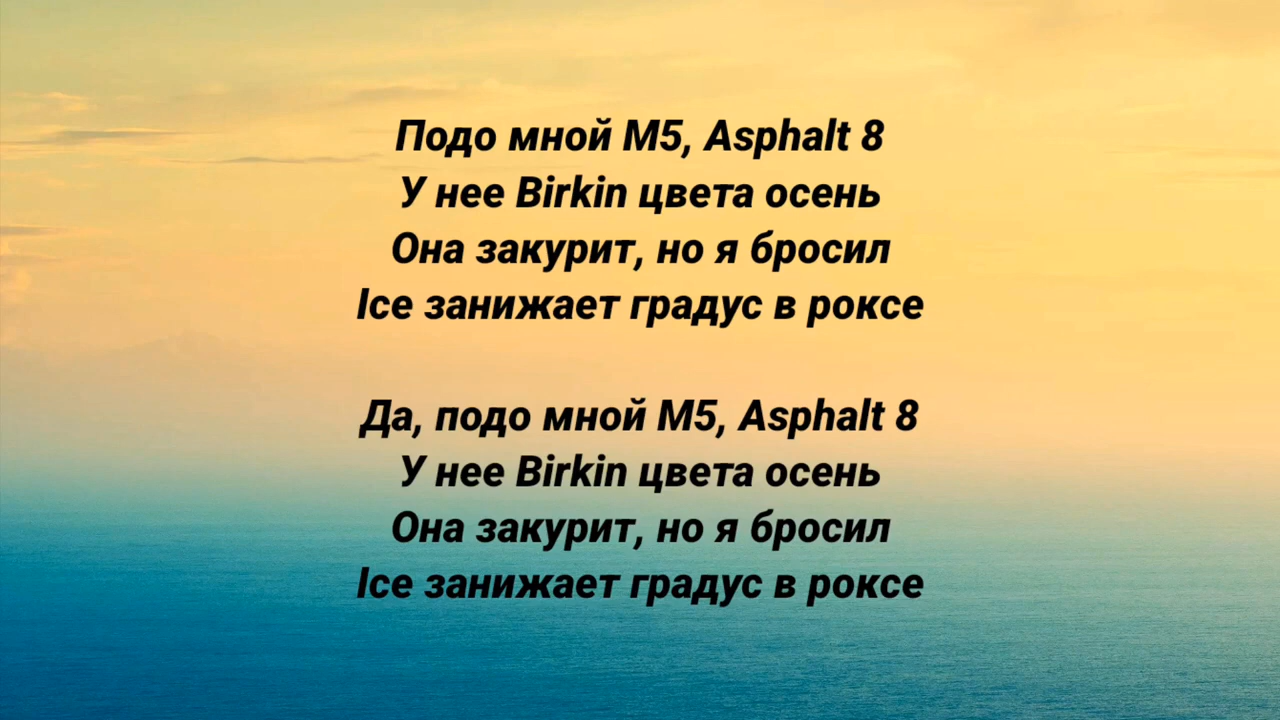 Подо мной M5, Asphalt 8
У нее Birkin цвета осень
Она закурит, но я бросил
Ice занижает градус в роксе
Да, подо мной M5, Asphalt 8
У нее Birkin цвета осень
Она закурит, но я бросил
Ice занижает градус в роксе